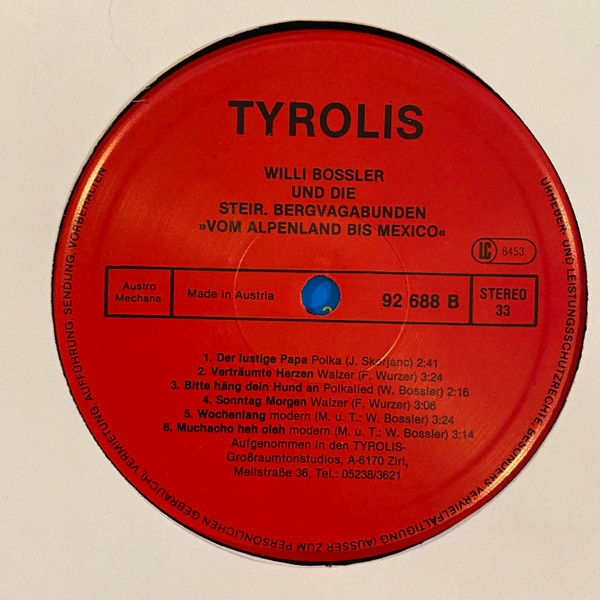 TYROLIS
WILLI BOSSLER
UND DIE
STEIR. BERGVAGABUNDEN
»VOM ALPENLAND BIS MEXICO«
LC 8453
Austro
Mechana
Made in Austria
92 688 B
STEREO
33
1. Der lustige Papa Polka (J. Skerjanc) 2:41
2. Verträumte Herzen Walzer (F. Wurzer) 3:24
3. Bitte häng dein Hund an Polkalied (W. Bossler) 2:16
4. Sonntag Morgen Walzer (F. Wurzer) 3:08
5. Wochenlang modern (M. u. T.: W. Bossler) 3:24
6. Muchacho heh oleh modern (M. u. T.: W. Bossler) 3:14
Aufgenommen in den TYROLIS-
Großraumtonstudios, A-6170 Zirl,
Meilstraße 36, Tel.: 05238/3621
URHEBER- UND LEISTUNGSSCHUTZRECHTE, BESONDERS VERVIELFÄLTIGUNG (AUSSER ZUM PERSÖNLICHEN GEBRAUCH), VERMIETUNG AUFFÜHRUNG SENDUNG, VORBEHALTEN